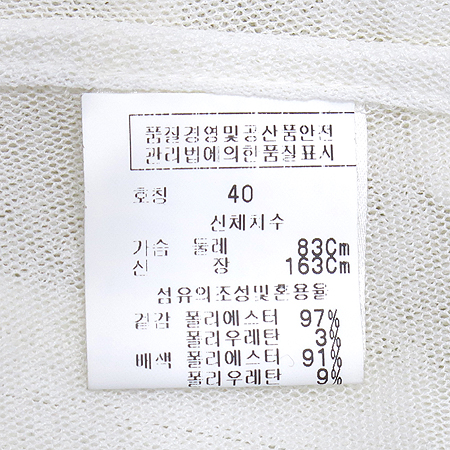 품질경영및공산품안전
관리법에의한품질표시
호칭 40
신체치수
가슴 둘레 83Cm
신 장 163Cm
섬유의조성및혼용율
겉감 폴리에스터 97%
폴리우레탄 3%
배색 폴리에스터 91%
폴리우레탄 9%